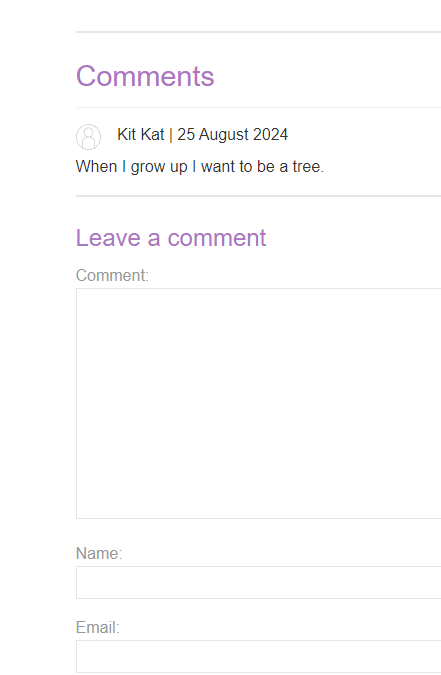 Comments
Kit Kat | 25 August 2024
When I grow up I want to be a tree.
Leave a comment
Comment:
Name:
Email: